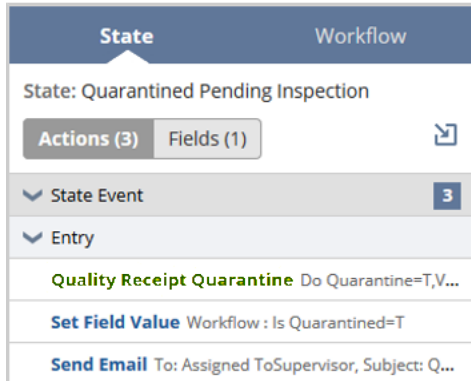 State Workflow
State: Quarantined Pending Inspection
Actions (3) Fields (1)
State Event 3
Entry
Quality Receipt Quarantine Do Quarantine=T,V...
Set Field Value Workflow : Is Quarantined=T
Send Email To: Assigned ToSupervisor, Subject: Q...